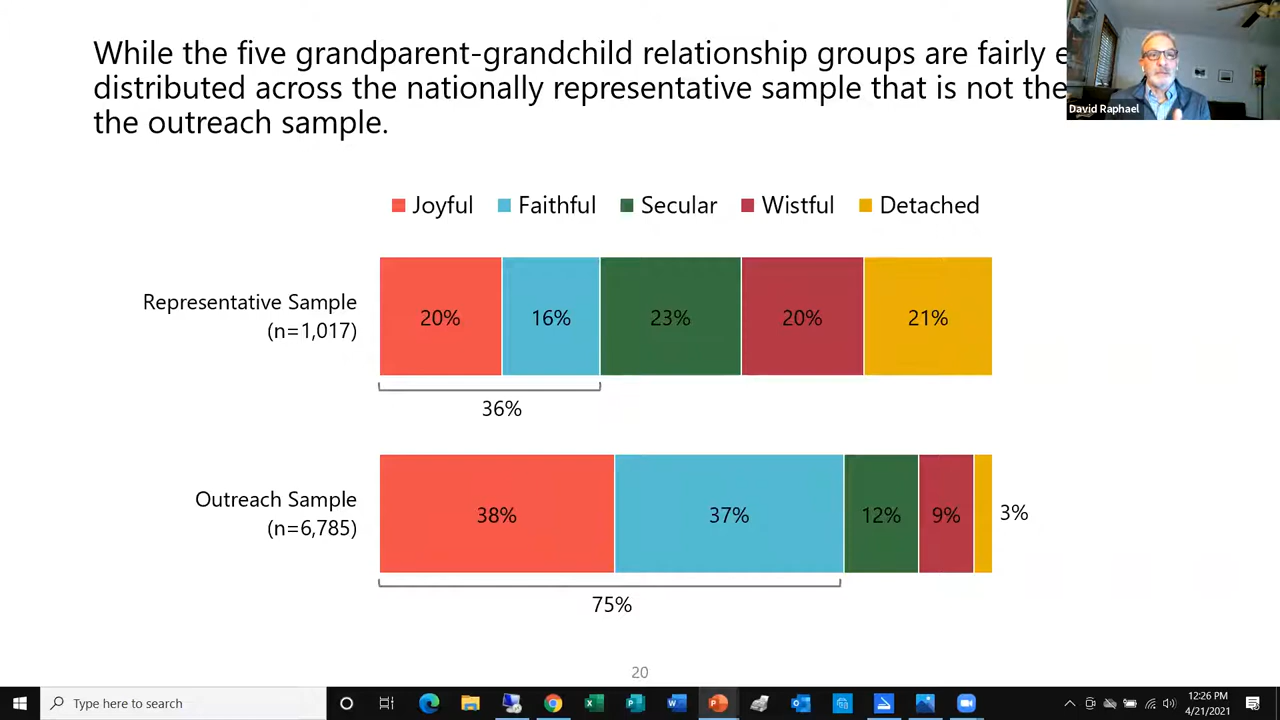 While the five grandparent-grandchild relationship groups are fairly
distributed across the nationally representative sample that is not the
the outreach sample.
David Raphael
Joyful Faithful Secular Wistful Detached
Representative Sample
(n=1,017)
20% 16% 23% 20% 21%
36%
Outreach Sample
(n=6,785)
38% 37% 12% 9% 3%
75%
20
Type here to search
12:26 PM
4/21/2021